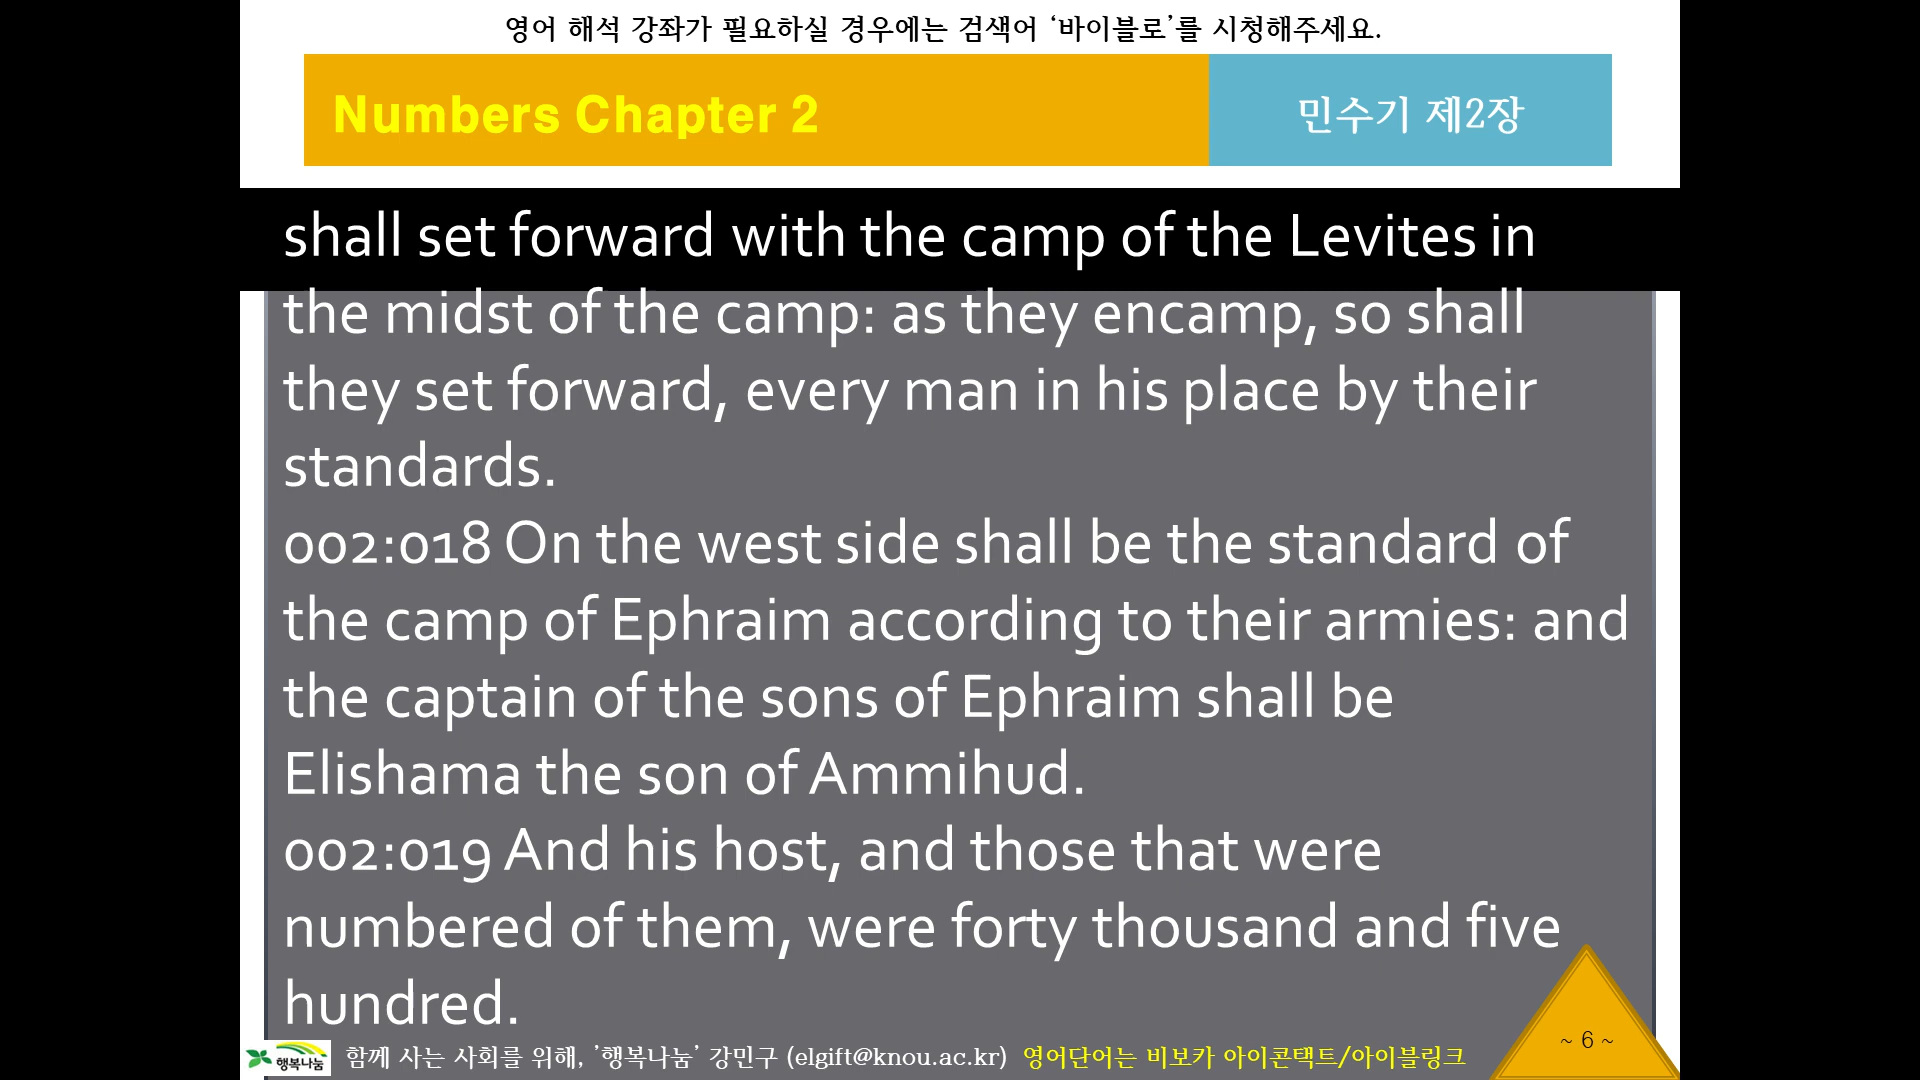 영어 해석 강좌가 필요하실 경우에는 검색어 ‘바이블로’를 시청해주세요.
Numbers Chapter 2
민수기 제2장
shall set forward with the camp of the Levites in
the midst of the camp: as they encamp, so shall
they set forward, every man in his place by their
standards.
002:018 On the west side shall be the standard of
the camp of Ephraim according to their armies: and
the captain of the sons of Ephraim shall be
Elishama the son of Ammihud.
002:019 And his host, and those that were
numbered of them, were forty thousand and five
hundred.
~ 6 ~
행복나눔 함께 사는 사회를 위해, ’행복나눔’ 강민구 (elgift@knou.ac.kr) 영어단어는 비보카 아이콘택트/아이블링크